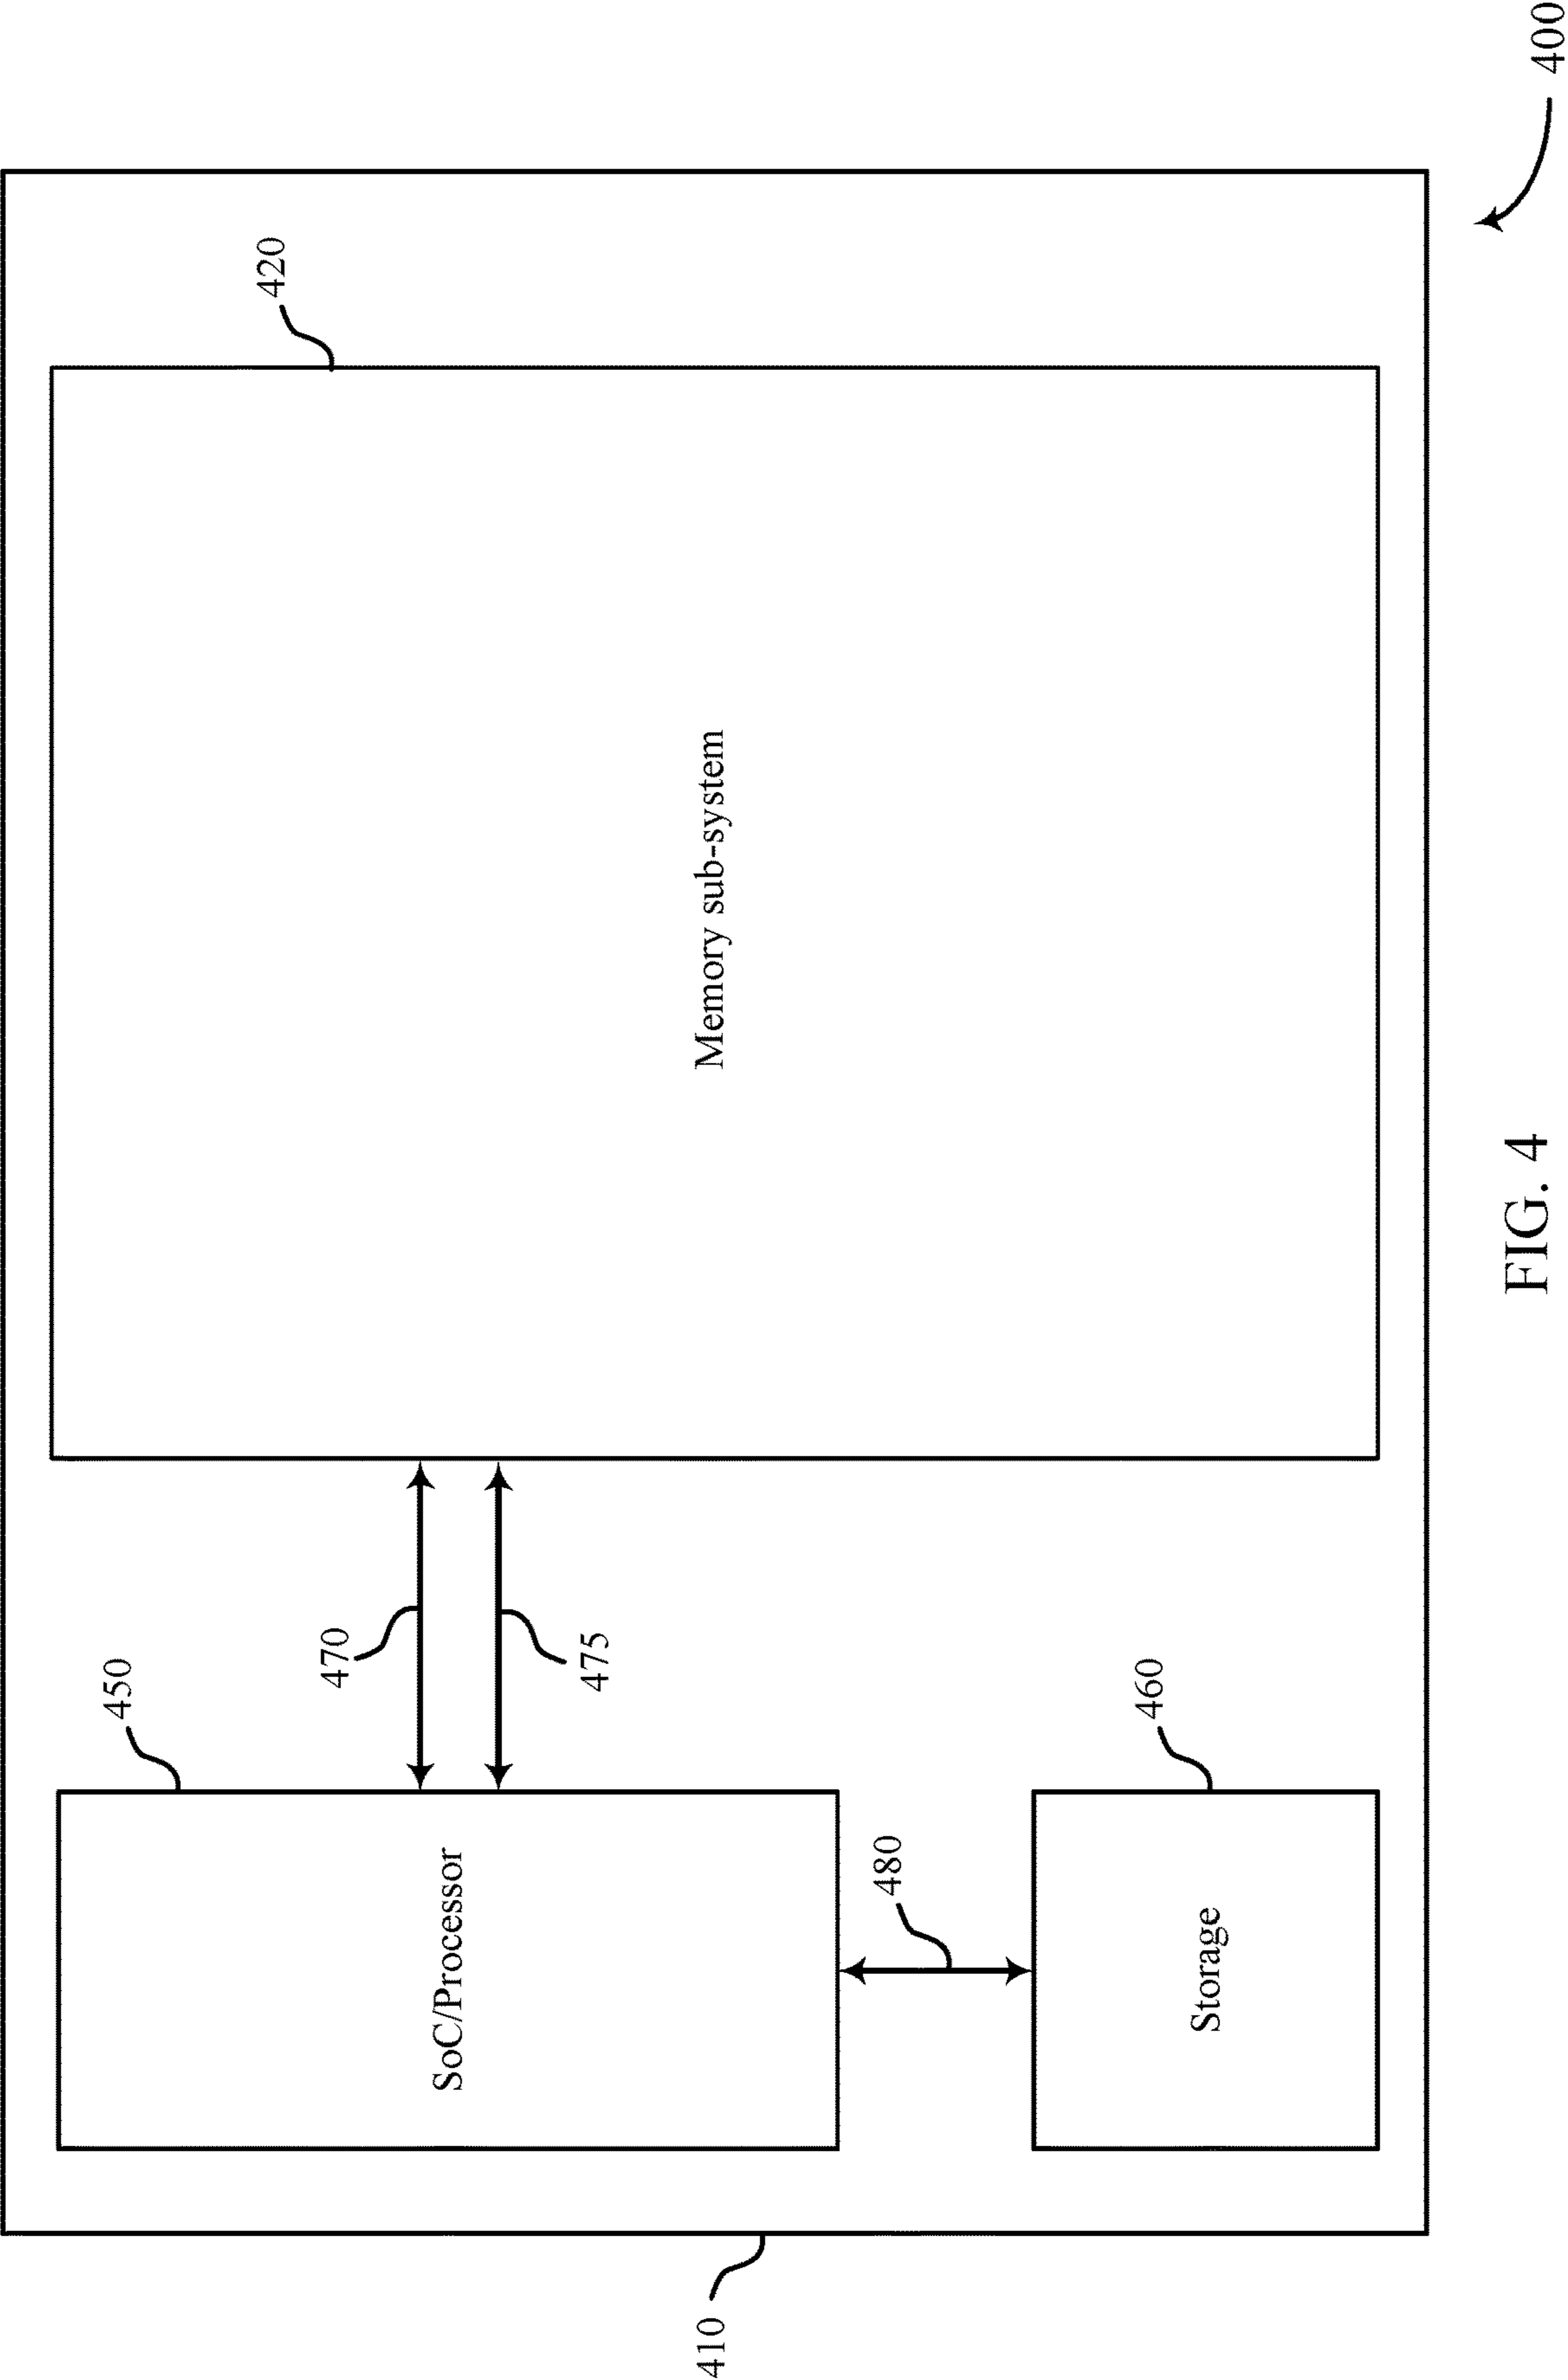 450
420
470
SoC/Processor
475
410
Memory sub-system
480
460
Storage
FIG. 4
400